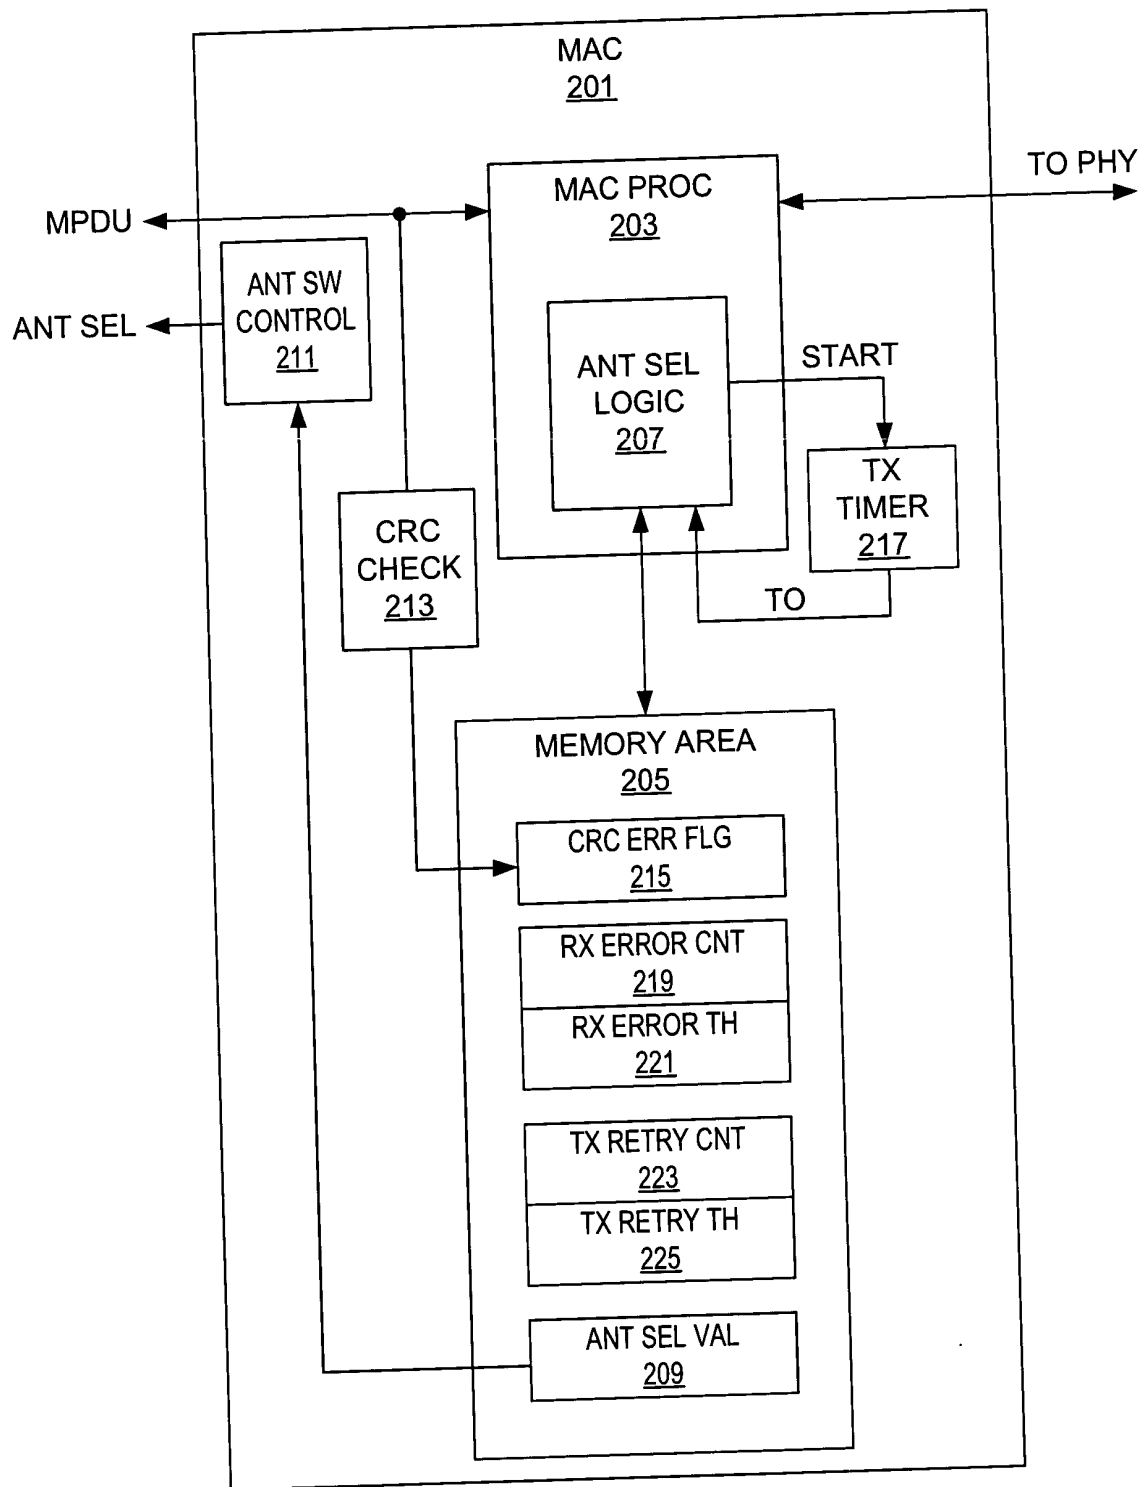 MAC
201
TO PHY
MPDU
MAC PROC
203
ANT SW
CONTROL
211
ANT SEL
ANT SEL
LOGIC
207
START
TX
TIMER
217
CRC
CHECK
213
TO
MEMORY AREA
205
CRC ERR FLG
215
RX ERROR CNT
219
RX ERROR TH
221
TX RETRY CNT
223
TX RETRY TH
225
ANT SEL VAL
209